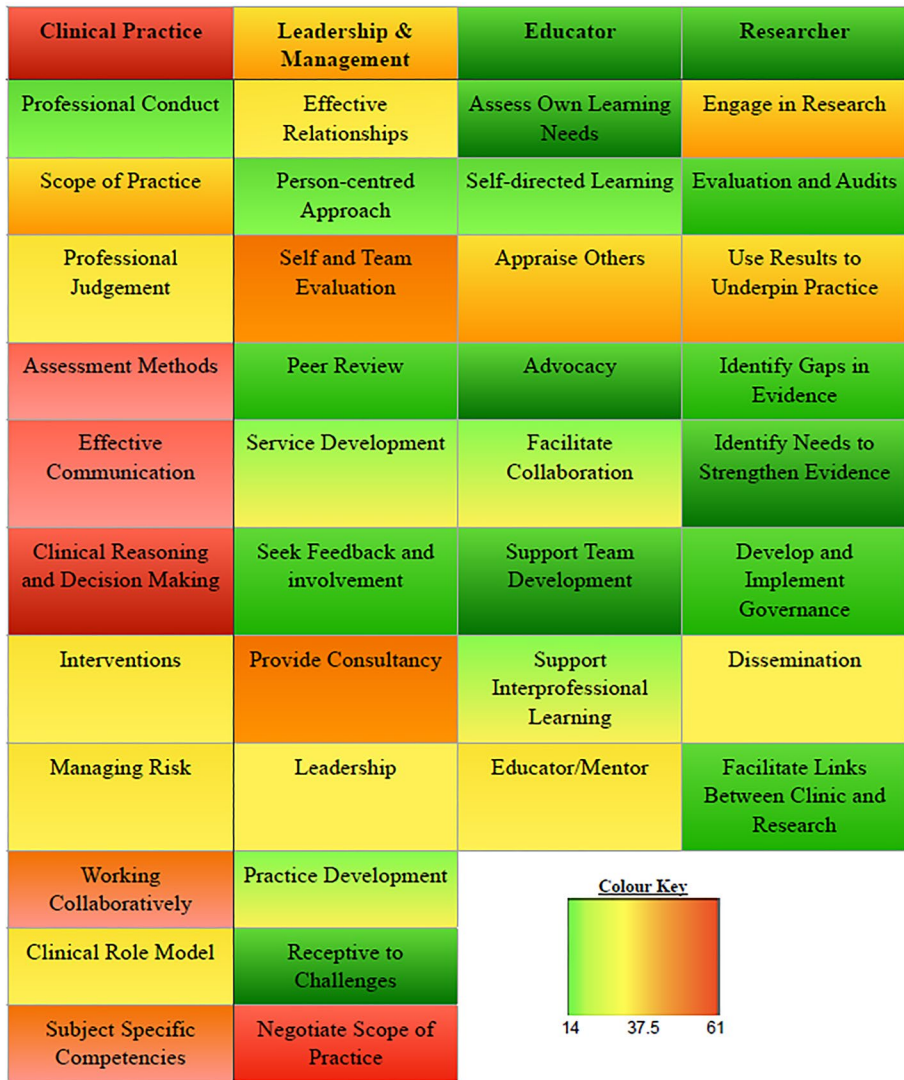 Clinical Practice
Leadership &
Management
Educator
Researcher
Professional Conduct
Effective
Relationships
Assess Own Learning
Needs
Engage in Research
Scope of Practice
Person-centred
Approach
Self-directed Learning
Evaluation and Audits
Professional
Judgement
Self and Team
Evaluation
Appraise Others
Use Results to
Underpin Practice
Assessment Methods
Peer Review
Advocacy
Identify Gaps in
Evidence
Effective
Communication
Service Development
Facilitate
Collaboration
Identify Needs to
Strengthen Evidence
Clinical Reasoning
and Decision Making
Seek Feedback and
involvement
Support Team
Development
Develop and
Implement
Governance
Interventions
Provide Consultancy
Support
Interprofessional
Learning
Dissemination
Managing Risk
Leadership
Educator/Mentor
Facilitate Links
Between Clinic and
Research
Working
Collaboratively
Practice Development
Clinical Role Model
Receptive to
Challenges
Subject Specific
Competencies
Negotiate Scope of
Practice
Colour Key
14 37.5 61